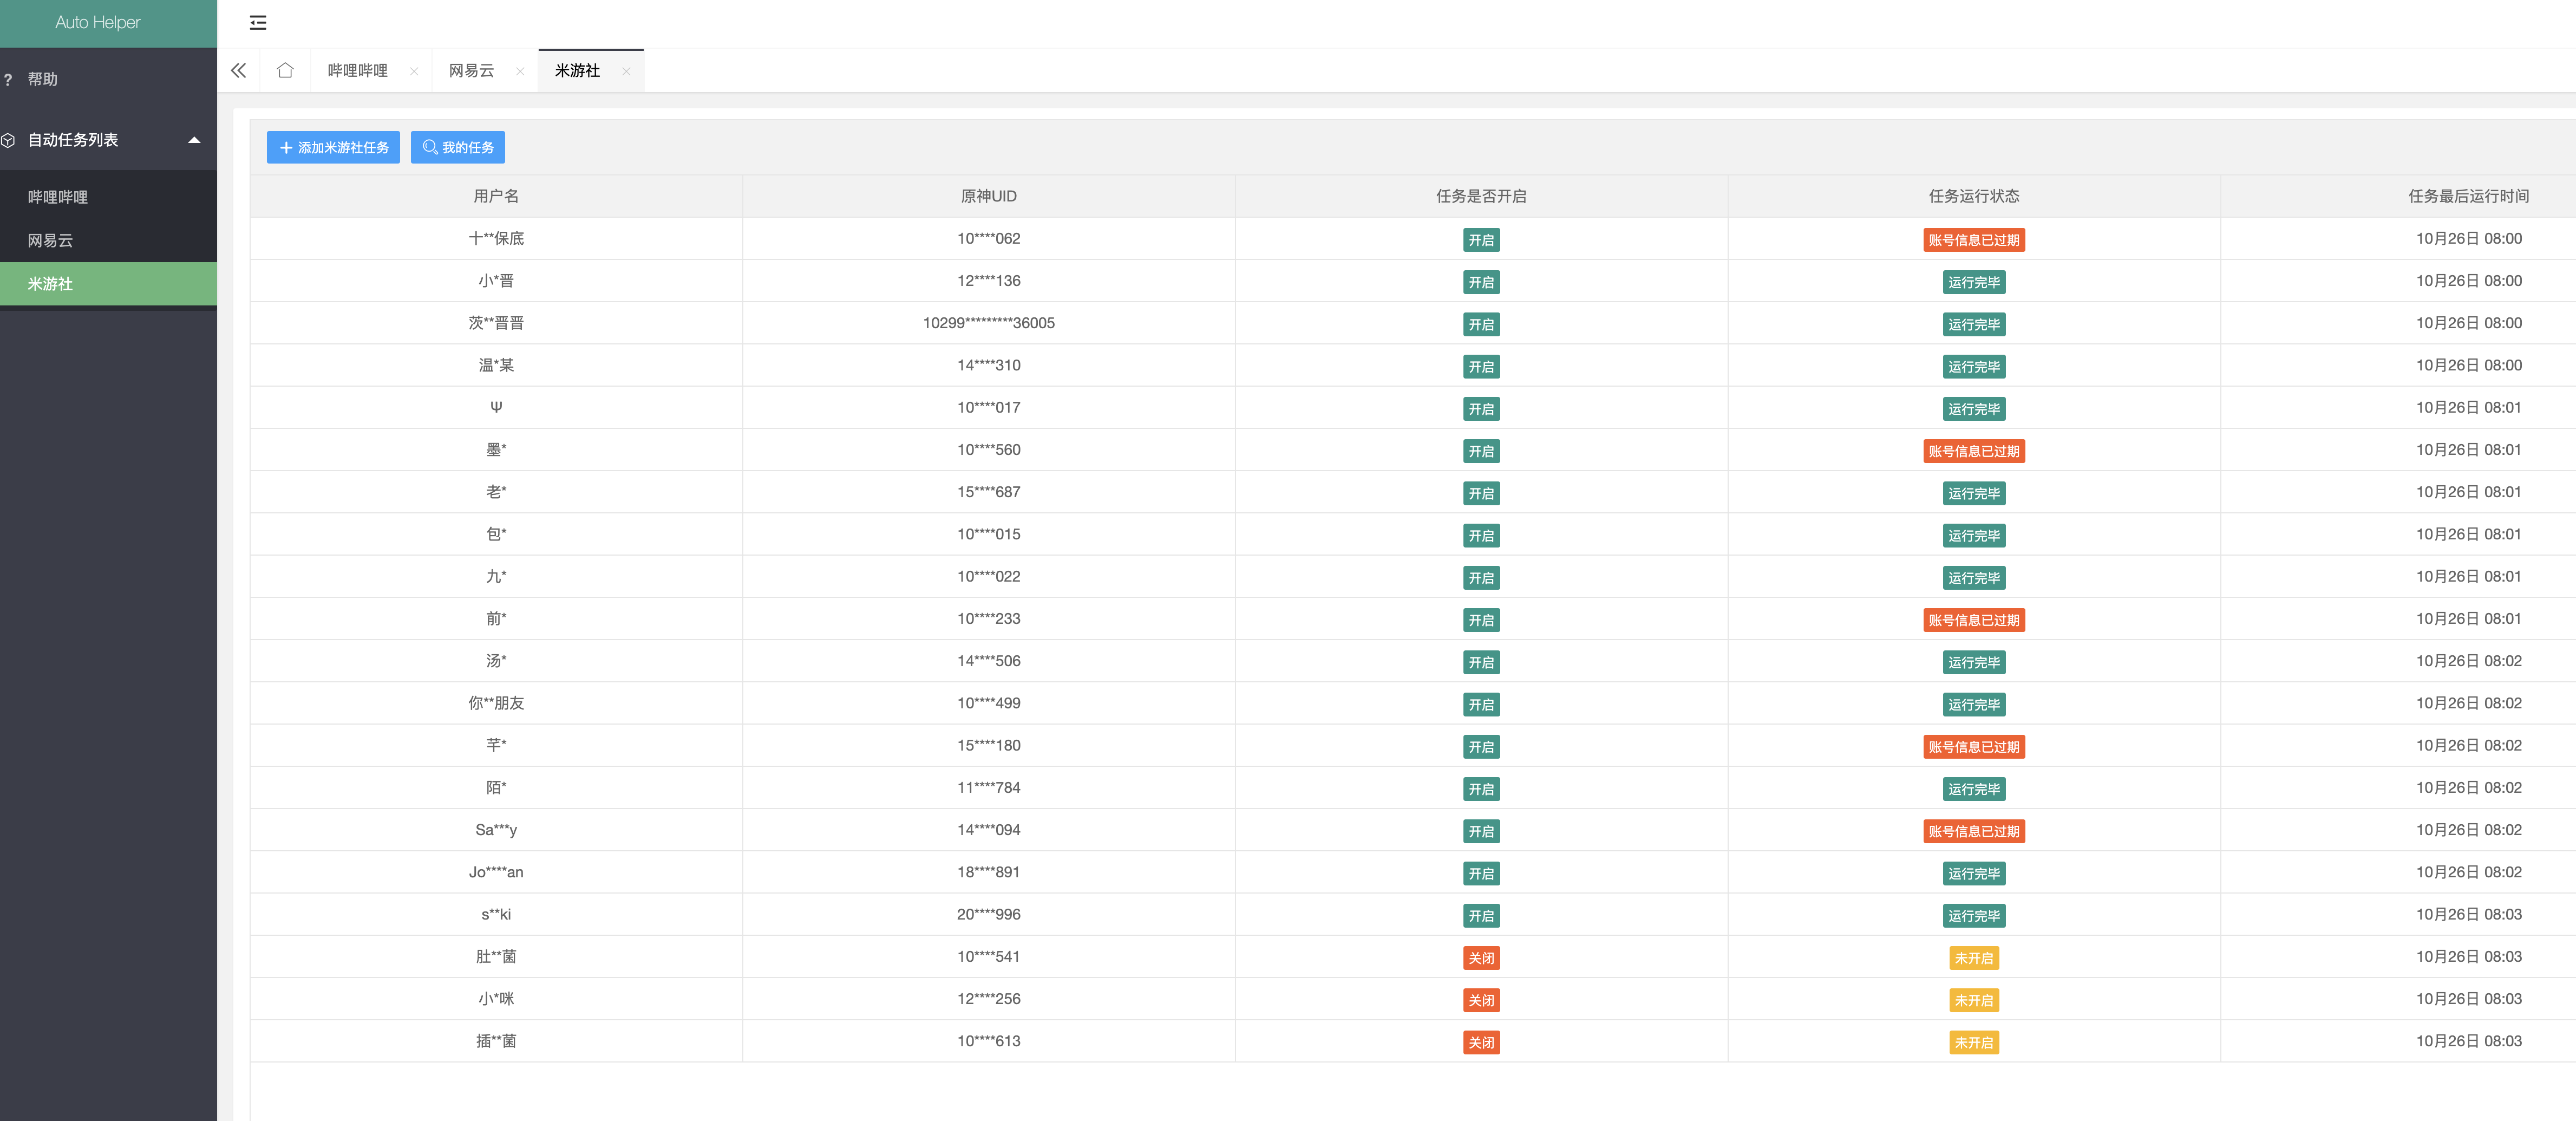 Auto Helper
? 帮助
自动任务列表
哔哩哔哩
网易云
米游社
哔哩哔哩 网易云 米游社
添加米游社任务 我的任务
用户名 原神UID 任务是否开启 任务运行状态 任务最后运行时间
十**保底 10****062 开启 账号信息已过期 10月26日 08:00
小*晋 12****136 开启 运行完毕 10月26日 08:00
茨**晋晋 10299*********36005 开启 运行完毕 10月26日 08:00
温*某 14****310 开启 运行完毕 10月26日 08:00
Ψ 10****017 开启 运行完毕 10月26日 08:01
墨* 10****560 开启 账号信息已过期 10月26日 08:01
老* 15****687 开启 运行完毕 10月26日 08:01
包* 10****015 开启 运行完毕 10月26日 08:01
九* 10****022 开启 运行完毕 10月26日 08:01
前* 10****233 开启 账号信息已过期 10月26日 08:01
汤* 14****506 开启 运行完毕 10月26日 08:02
你**朋友 10****499 开启 运行完毕 10月26日 08:02
芊* 15****180 开启 账号信息已过期 10月26日 08:02
陌* 11****784 开启 运行完毕 10月26日 08:02
Sa***y 14****094 开启 账号信息已过期 10月26日 08:02
Jo****an 18****891 开启 运行完毕 10月26日 08:02
s**ki 20****996 开启 运行完毕 10月26日 08:03
肚**菌 10****541 关闭 未开启 10月26日 08:03
小*咪 12****256 关闭 未开启 10月26日 08:03
插**菌 10****613 关闭 未开启 10月26日 08:03